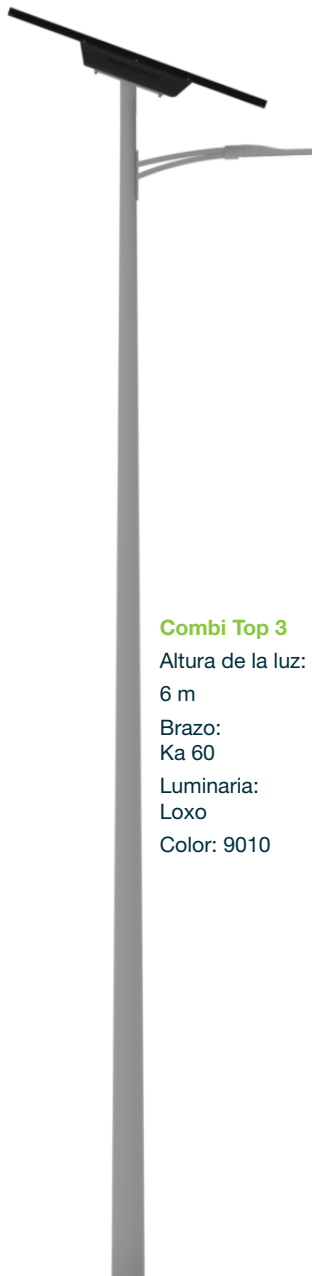 Combi Top 3
Altura de la luz:
6 m
Brazo:
Ka 60
Luminaria:
Loxo
Color: 9010